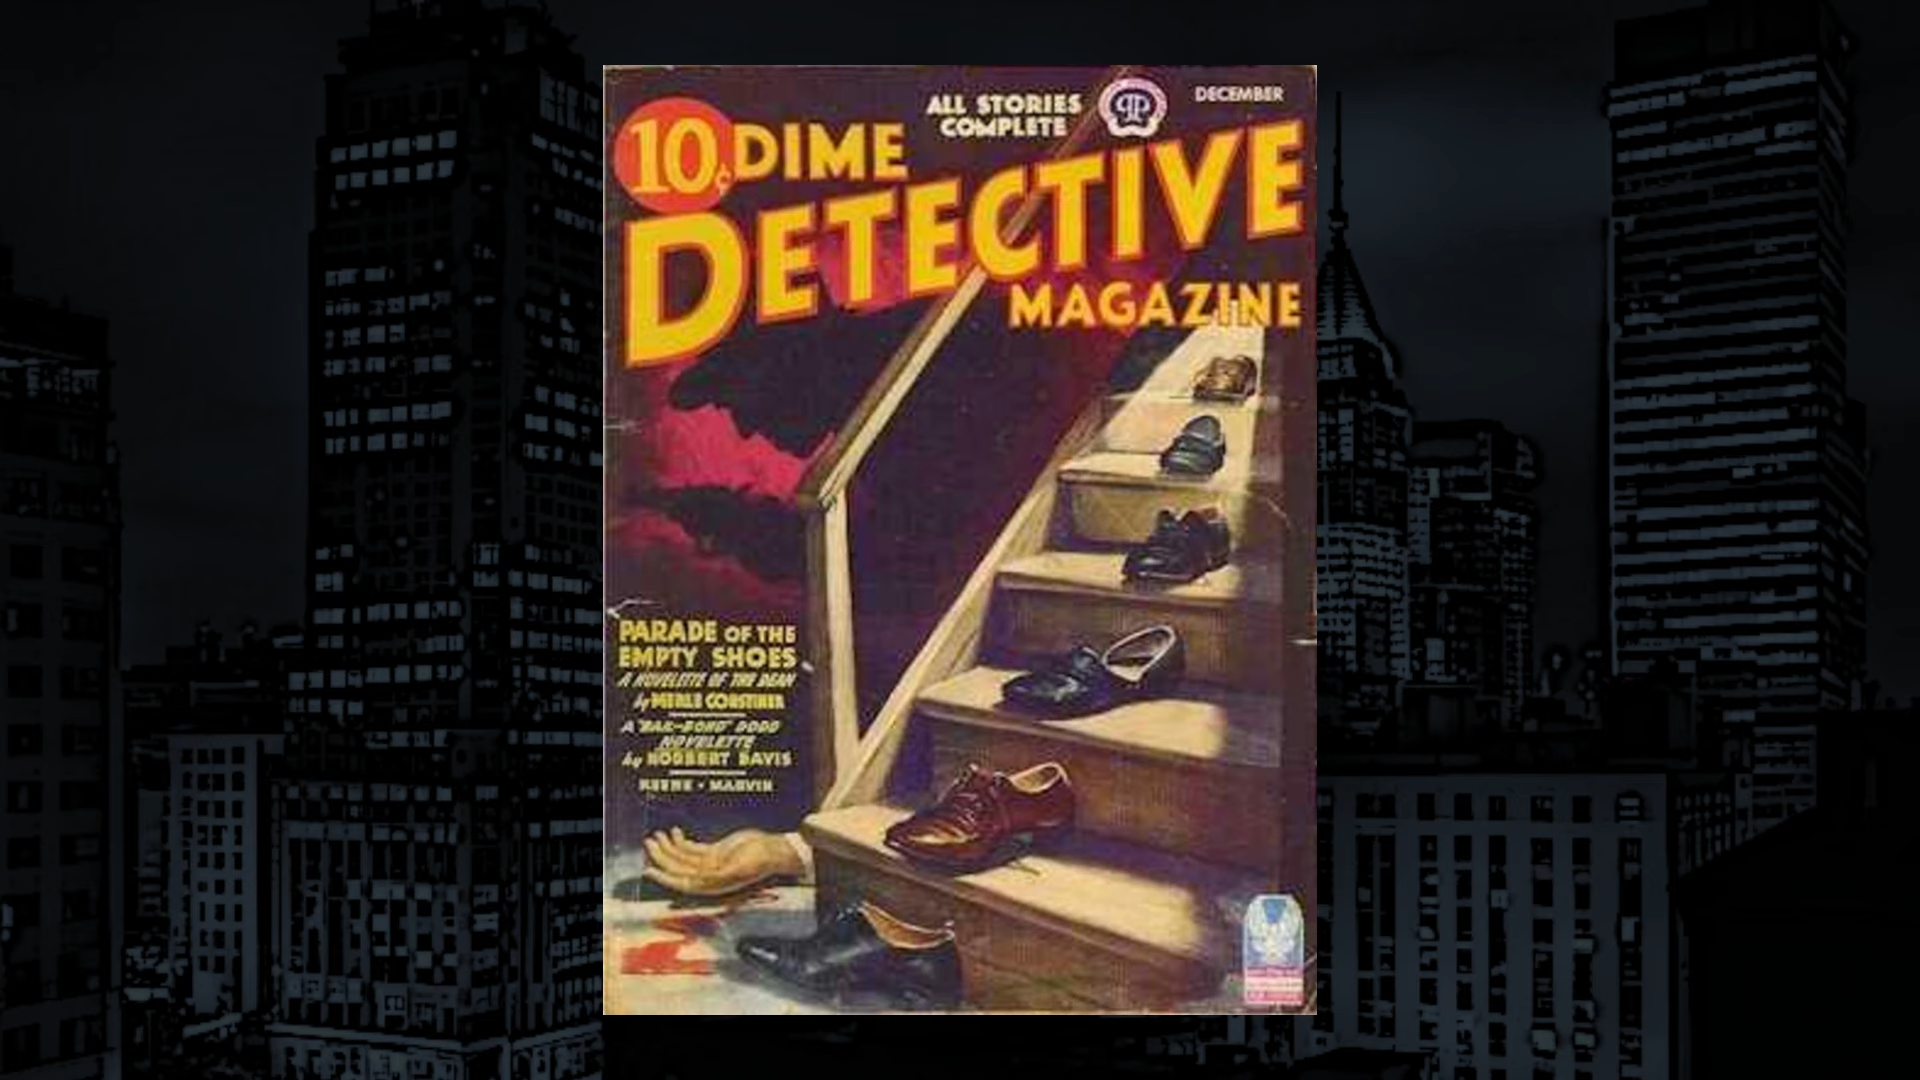 ALL STORIES
COMPLETE
DECEMBER
10¢ DIME
DETECTIVE
MAGAZINE
PARADE OF THE
EMPTY SHOES
A NOVELETTE OF THE DEAN
by MERLE CONSTINER
A "BAIL-BOND" DODD
NOVELETTE
by NORBERT DAVIS
KEENE • MARVIN